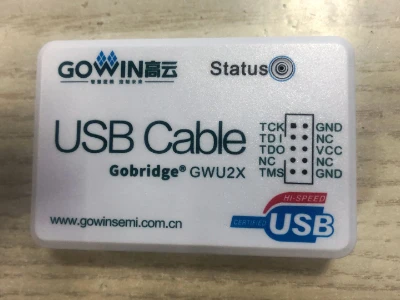 GOWIN高云
Status
USB Cable
Gobridge® GWU2X
TCK GND
TDI NC
TDO VCC
NC NC
TMS GND
www.gowinsemi.com.cn
HI-SPEED
CERTIFIED
USB